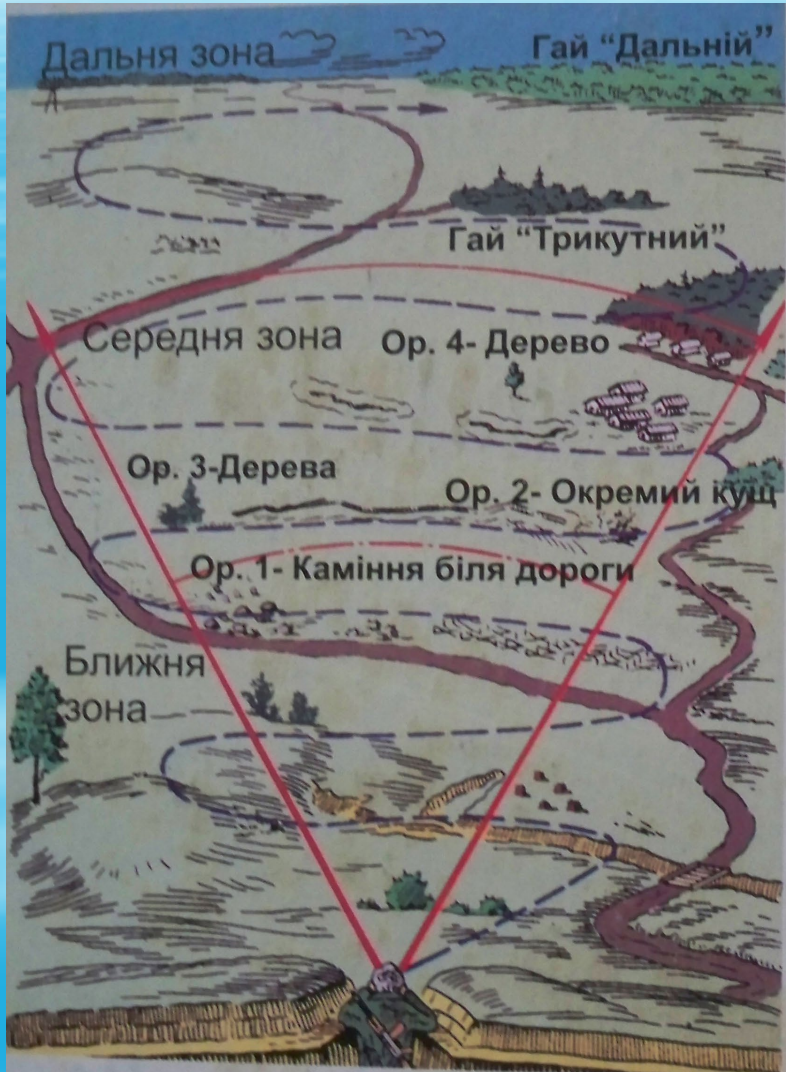 Дальня зона
Гай “Дальній”
Гай “Трикутний”
Середня зона
Ор. 4- Дерево
Ор. 3-Дерева
Ор. 2- Окремий кущ
Ор. 1- Каміння біля дороги
Ближня
зона